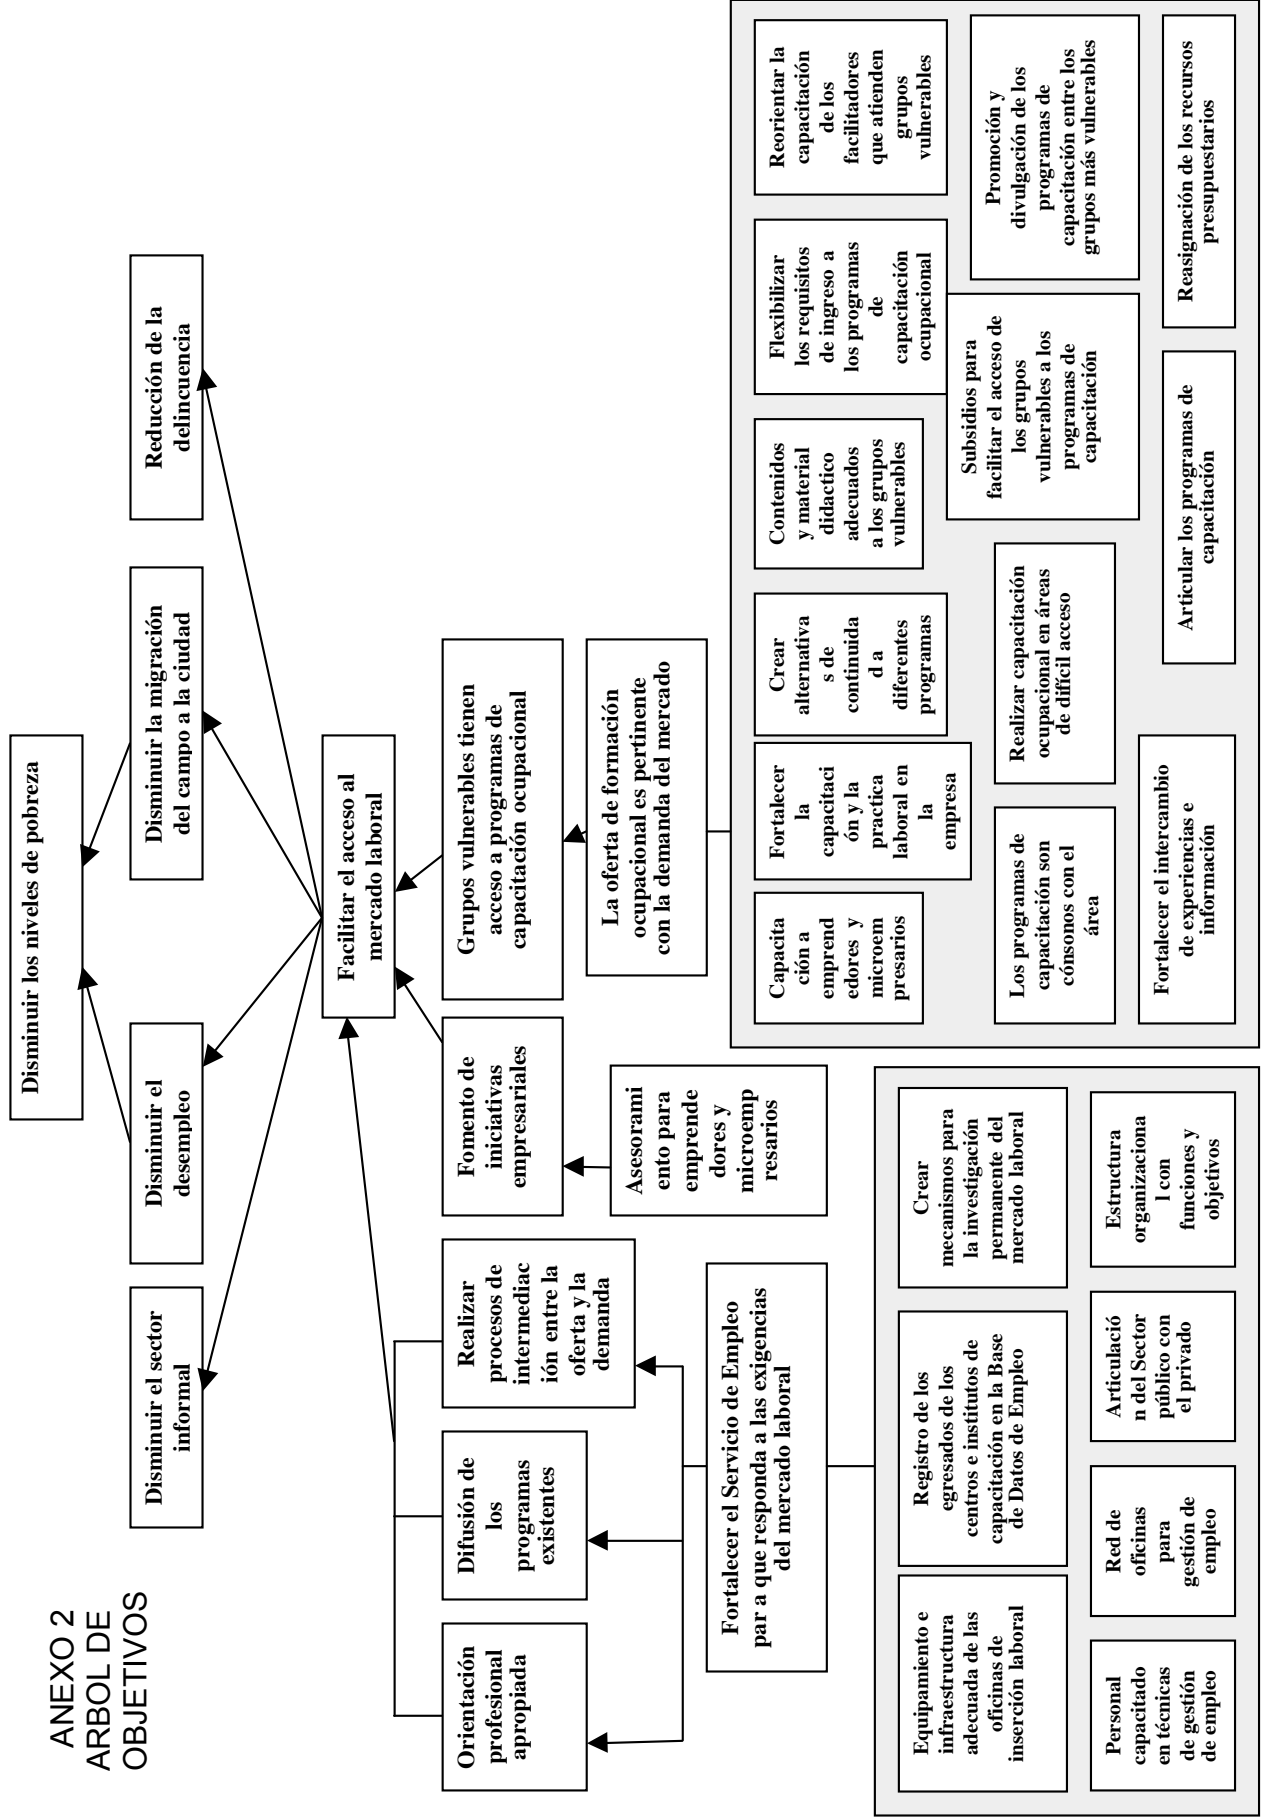 ANEXO 2
ARBOL DE
OBJETIVOS
Disminuir los niveles de pobreza
Disminuir el sector
informal
Disminuir el
desempleo
Disminuir la migración
del campo a la ciudad
Reducción de la
delincuencia
Facilitar el acceso al
mercado laboral
Orientación
profesional
apropiada
Difusión de
los
programas
existentes
Realizar
procesos de
intermediac
ión entre la
oferta y la
demanda
Fomento de
iniciativas
empresariales
Grupos vulnerables tienen
acceso a programas de
capacitación ocupacional
Asesorami
ento para
emprende
dores y
microemp
resarios
La oferta de formación
ocupacional es pertinente
con la demanda del mercado
Fortalecer el Servicio de Empleo
par a que responda a las exigencias
del mercado laboral
Equipamiento e
infraestructura
adecuada de las
oficinas de
inserción laboral
Registro de los
egresados de los
centros e institutos de
capacitación en la Base
de Datos de Empleo
Crear
mecanismos para
la investigación
permanente del
mercado laboral
Personal
capacitado
en técnicas
de gestión
de empleo
Red de
oficinas
para
gestión de
empleo
Articulació
n del Sector
público con
el privado
Estructura
organizaciona
l con
funciones y
objetivos
Capacita
ción a
emprend
edores y
microem
presarios
Fortalecer
la
capacitaci
ón y la
practica
laboral en
la
empresa
Crear
alternativa
s de
continuida
d a
diferentes
programas
Contenidos
y material
didactico
adecuados
a los grupos
vulnerables
Flexibilizar
los requisitos
de ingreso a
los programas
de
capacitación
ocupacional
Reorientar la
capacitación
de los
facilitadores
que atienden
grupos
vulnerables
Los programas de
capacitación son
cónsonos con el
área
Realizar capacitación
ocupacional en áreas
de difícil acceso
Subsidios para
facilitar el acceso de
los grupos
vulnerables a los
programas de
capacitación
Promoción y
divulgación de los
programas de
capacitación entre los
grupos más vulnerables
Fortalecer el intercambio
de experiencias e
información
Articular los programas de
capacitación
Reasignación de los recursos
presupuestarios